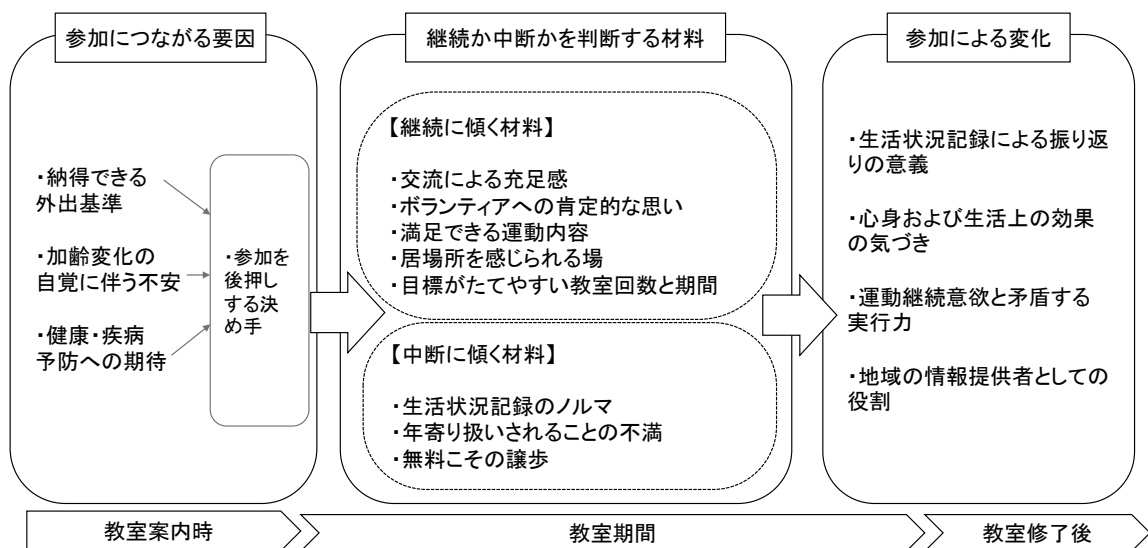 参加につながる要因
・納得できる
外出基準
・加齢変化の
自覚に伴う不安
・健康・疾病
予防への期待
・参加を
後押し
する決
め手
継続か中断かを判断する材料
【継続に傾く材料】
・交流による充足感
・ボランティアへの肯定的な思い
・満足できる運動内容
・居場所を感じられる場
・目標がたてやすい教室回数と期間
【中断に傾く材料】
・生活状況記録のノルマ
・年寄り扱いされることの不満
・無料こその譲歩
参加による変化
・生活状況記録による振り返
りの意義
・心身および生活上の効果
の気づき
・運動継続意欲と矛盾する
実行力
・地域の情報提供者としての
役割
教室案内時
教室期間
教室修了後